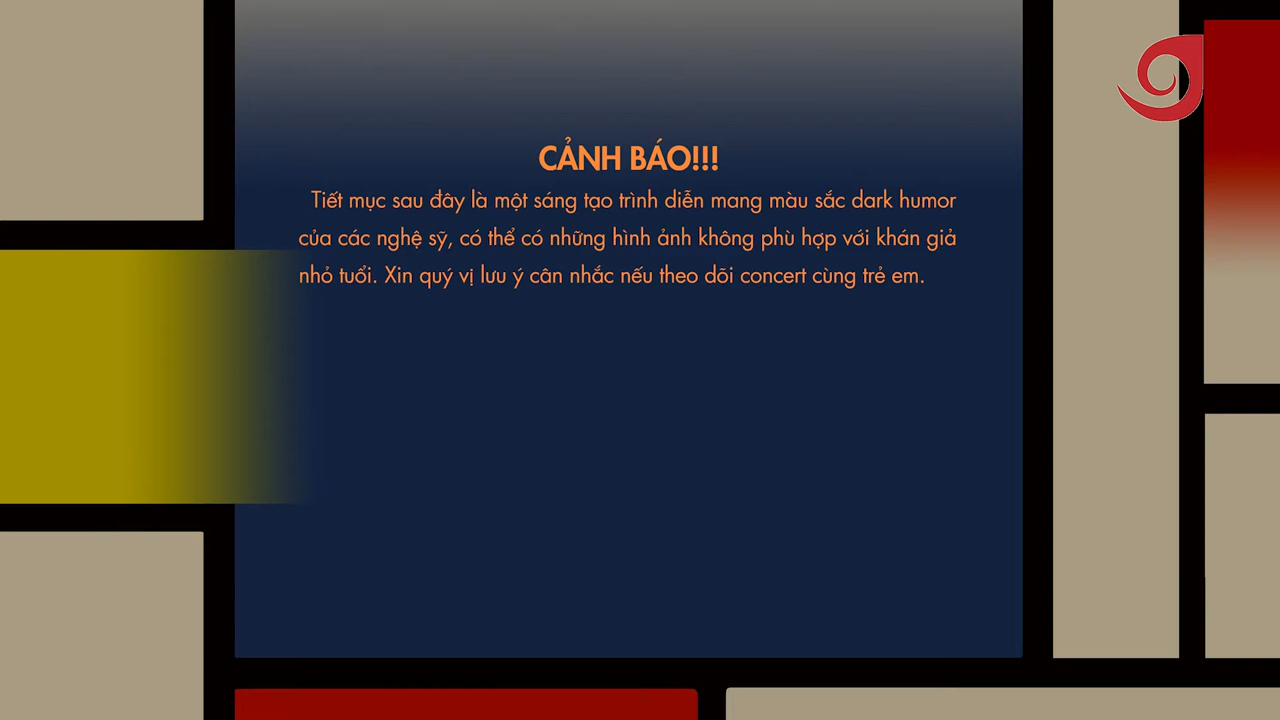 CẢNH BÁO!!!
Tiết mục sau đây là một sáng tạo trình diễn mang màu sắc dark humor
của các nghệ sỹ, có thể có những hình ảnh không phù hợp với khán giả
nhỏ tuổi. Xin quý vị lưu ý cân nhắc nếu theo dõi concert cùng trẻ em.